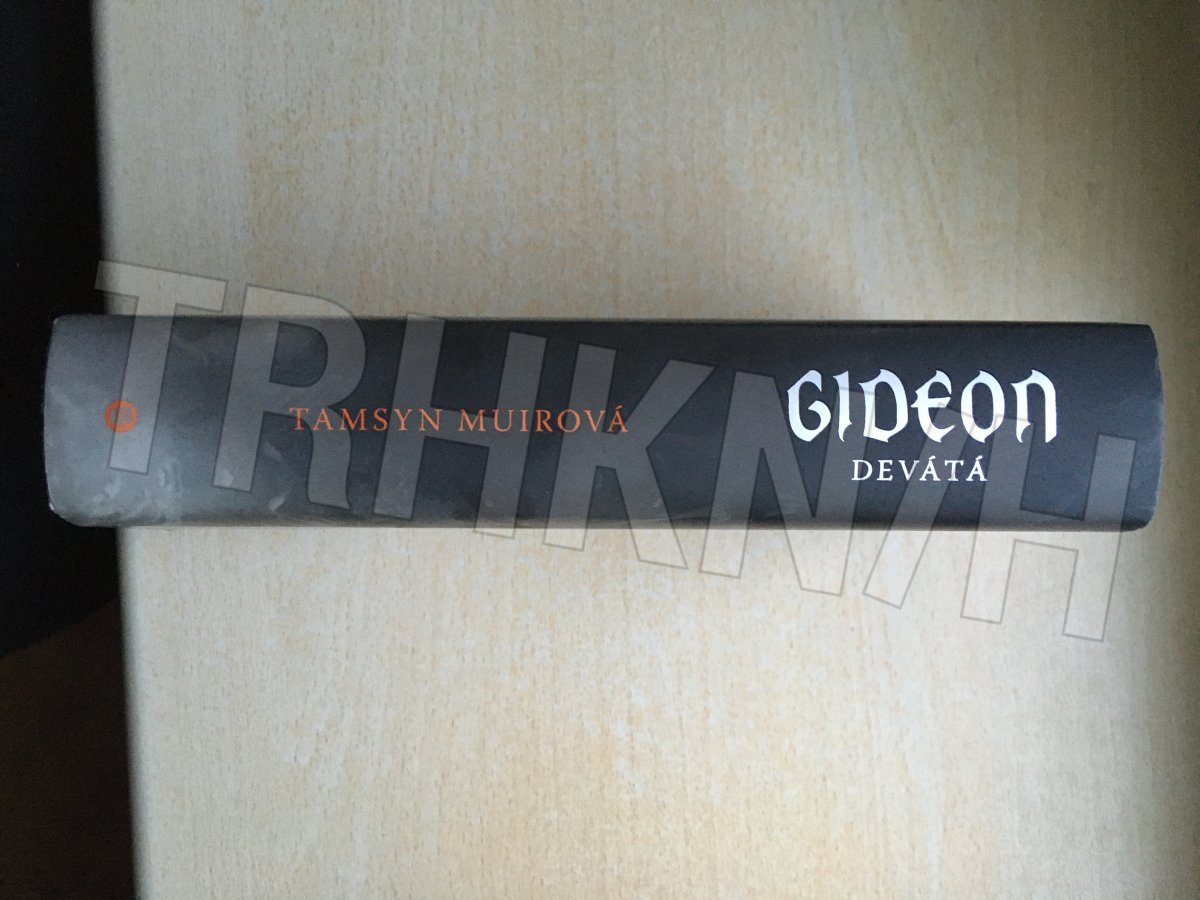 TAMSYN MUIROVÁ
GIDEON
DEVÁTÁ
TRHKNIH